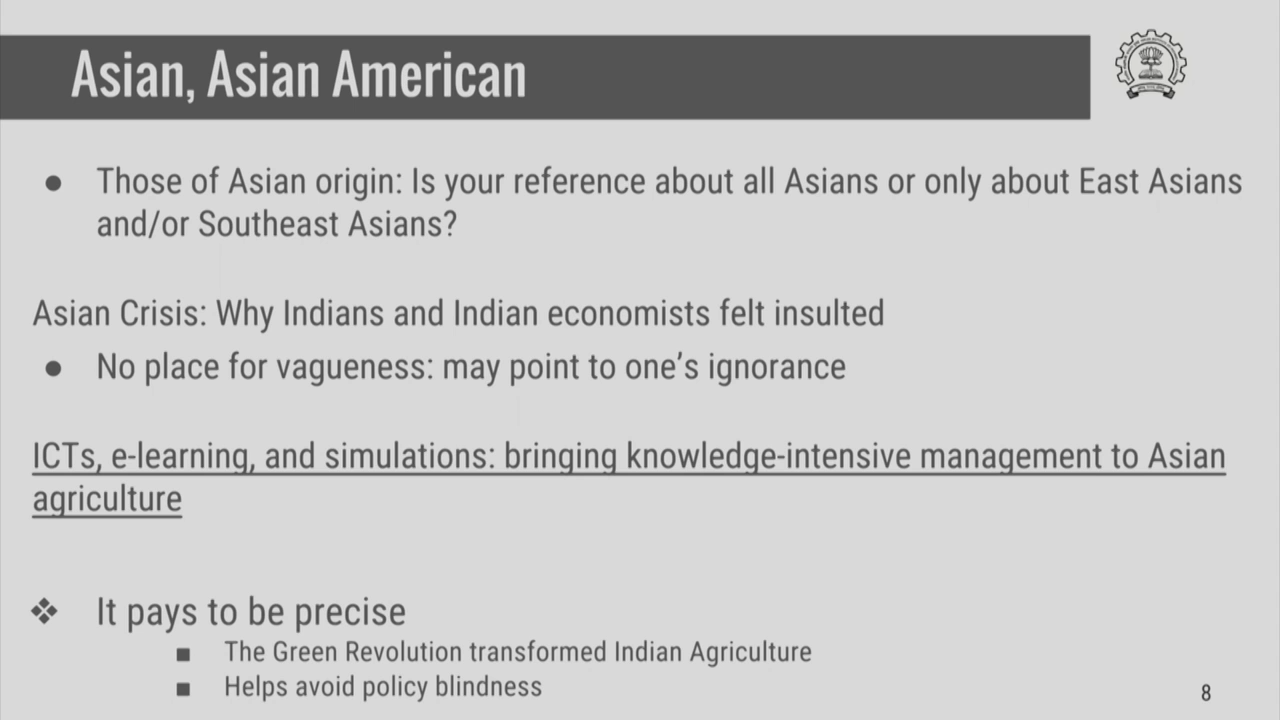 Asian, Asian American
● Those of Asian origin: Is your reference about all Asians or only about East Asians
and/or Southeast Asians?
Asian Crisis: Why Indians and Indian economists felt insulted
● No place for vagueness: may point to one’s ignorance
ICTs, e-learning, and simulations: bringing knowledge-intensive management to Asian
agriculture
❖ It pays to be precise
■ The Green Revolution transformed Indian Agriculture
■ Helps avoid policy blindness
8